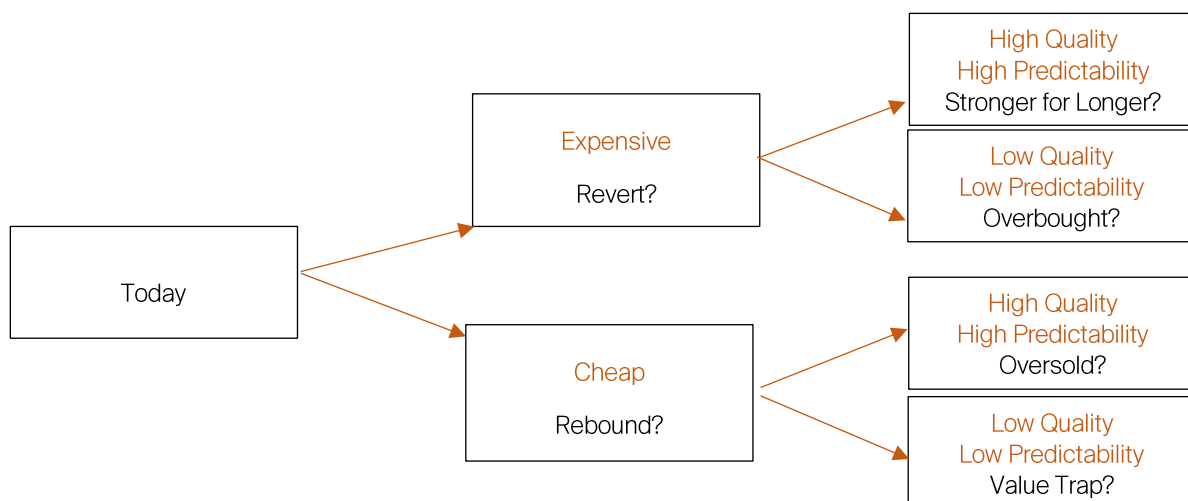 Today
Expensive
Revert?
Cheap
Rebound?
High Quality
High Predictability
Stronger for Longer?
Low Quality
Low Predictability
Overbought?
High Quality
High Predictability
Oversold?
Low Quality
Low Predictability
Value Trap?